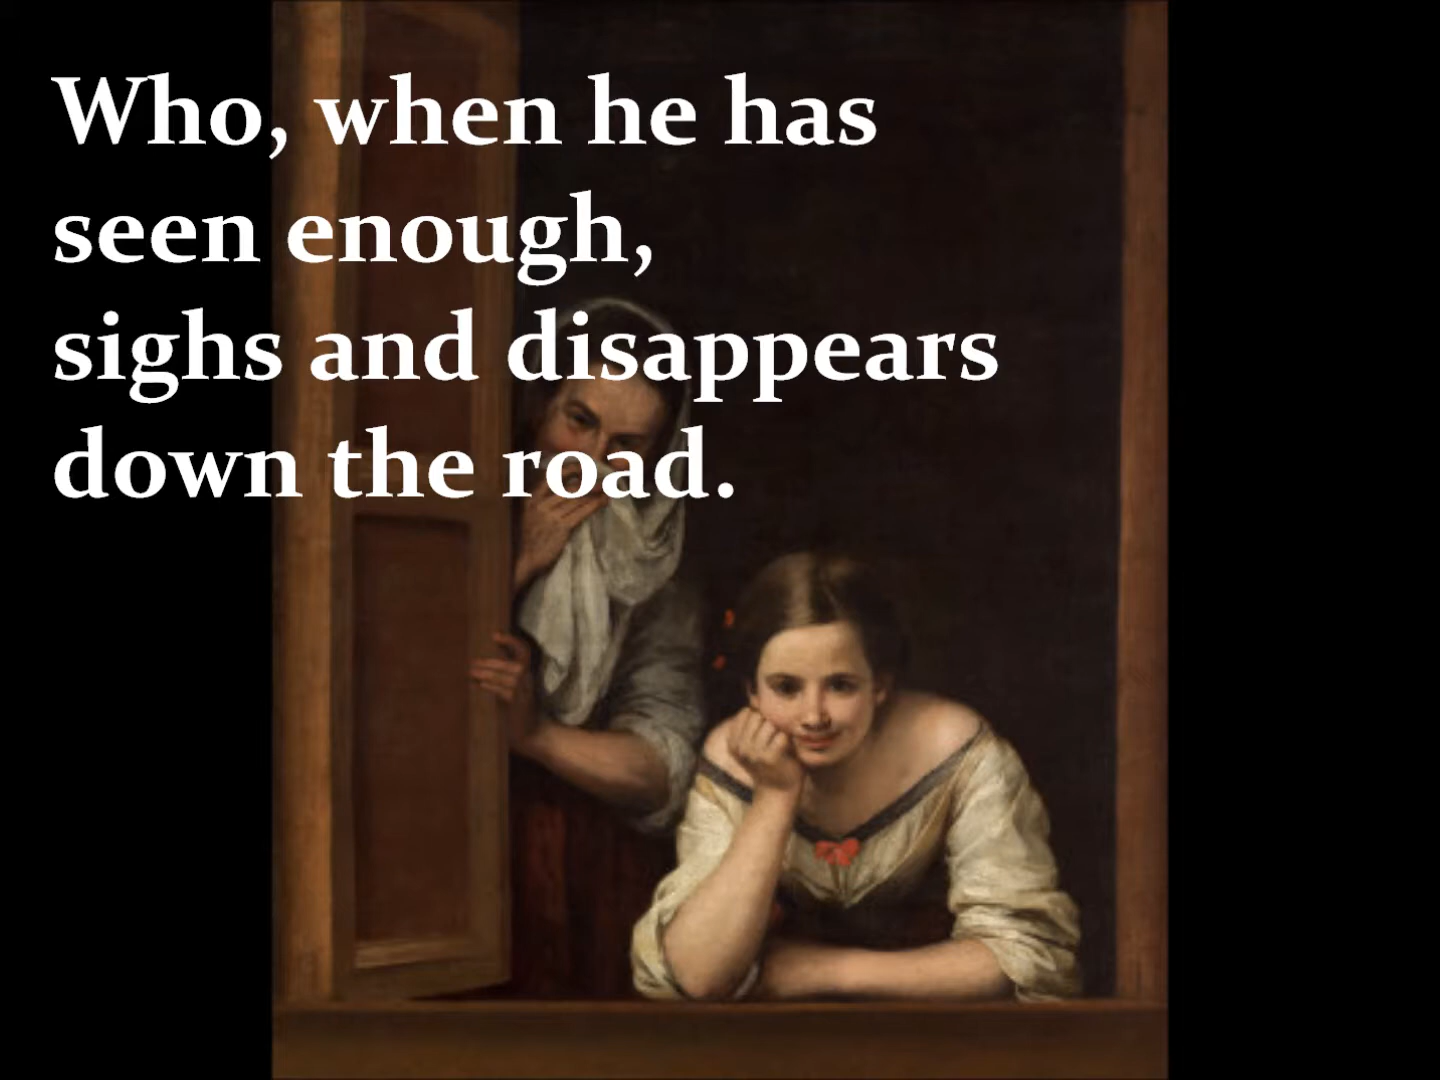 Who, when he has
seen enough,
sighs and disappears
down the road.